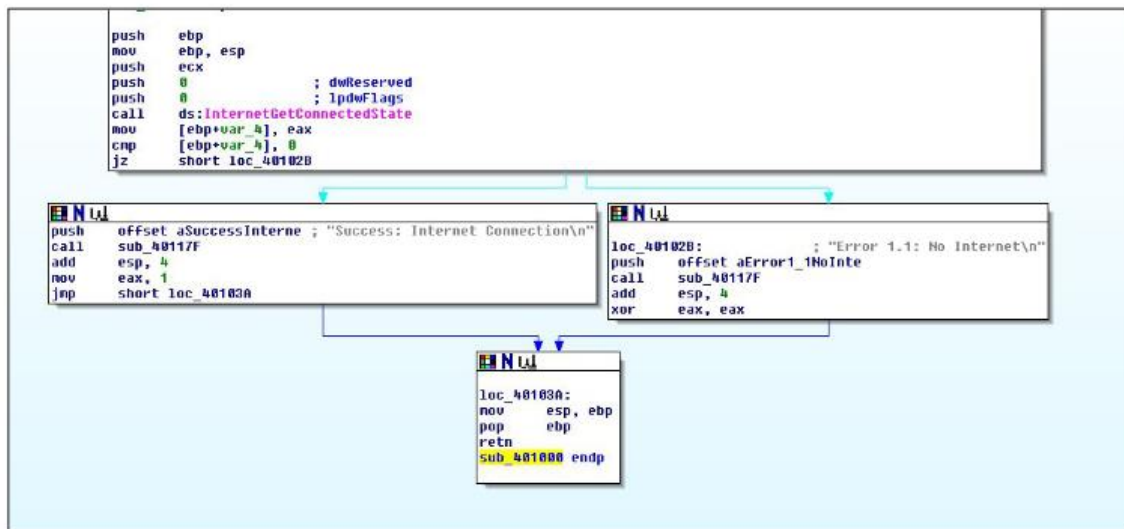 push ebp
mov ebp, esp
push ecx
push 0 ; dwReserved
push 0 ; lpdwFlags
call ds:InternetGetConnectedState
mov [ebp+var_4], eax
cmp [ebp+var_4], 0
jz short loc_40102B
push offset aSuccessInterne ; "Success: Internet Connection\n"
call sub_40117F
add esp, 4
mov eax, 1
jmp short loc_40103A
loc_40102B: ; "Error 1.1: No Internet\n"
push offset aError1_1NoInte
call sub_40117F
add esp, 4
xor eax, eax
loc_40103A:
mov esp, ebp
pop ebp
retn
sub_401000 endp